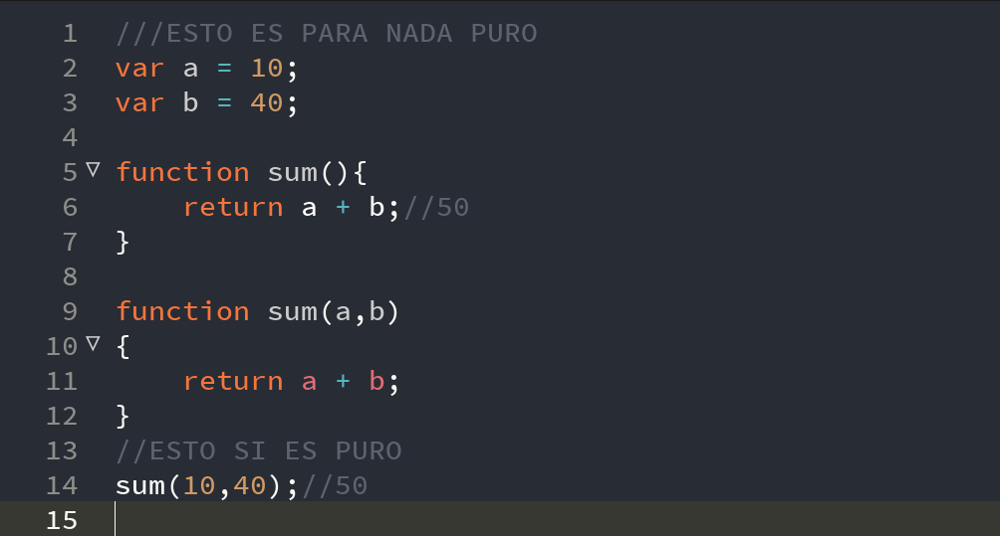 1 ///ESTO ES PARA NADA PURO
2 var a = 10;
3 var b = 40;
4
5 ▽ function sum(){
6     return a + b;//50
7 }
8
9 function sum(a,b)
10 ▽ {
11     return a + b;
12 }
13 //ESTO SI ES PURO
14 sum(10,40);//50
15